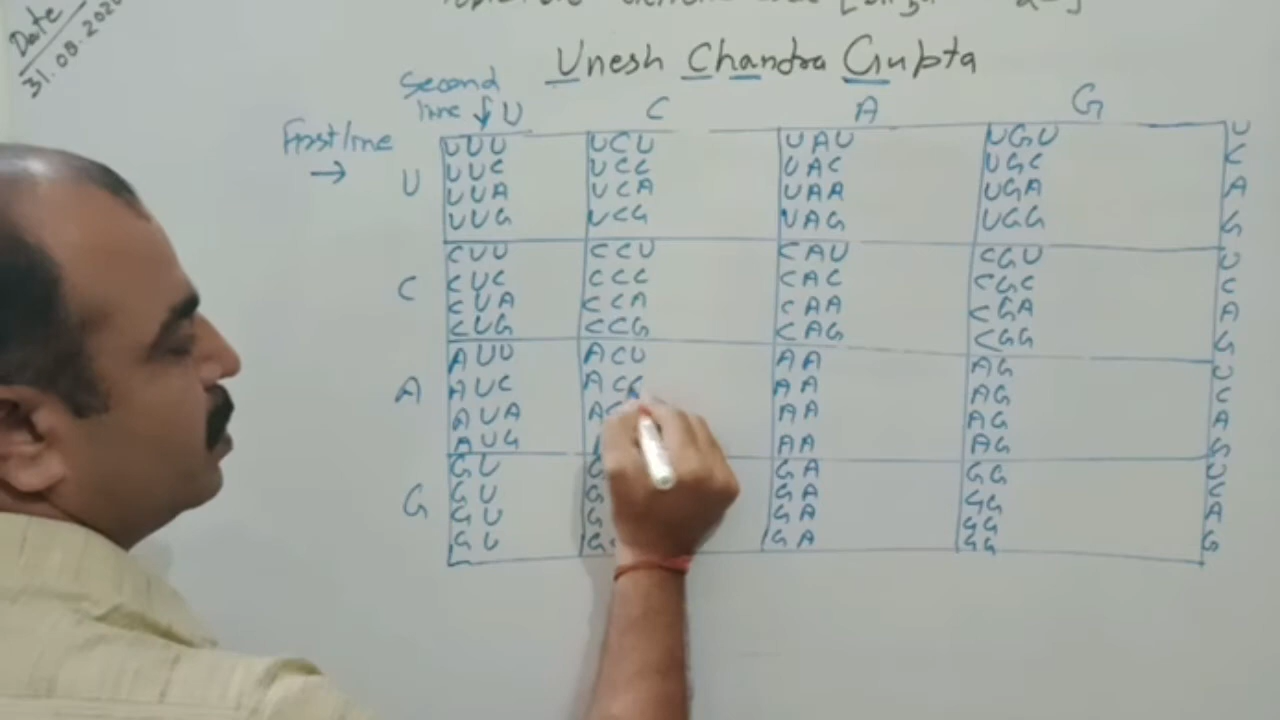 Date
31.08.2020
Unesh Chandra Gupta
Second
line ↓ U C A G
First line
→
U UUU UCU UAU UGU U
UUC UCC UAC UGC C
UUA UCA UAA UGA A
UUG UCG UAG UGG G
C CUU CCU CAU CGU U
CUC CCC CAC CGC C
CUA CCA CAA CGA A
CUG CCG CAG CGG G
A AUU ACU AA AG U
AUC ACC AA AG C
AUA AC AA AG A
AUG AA AG G
G GU G GA GG U
GU G GA GG C
GU G GA GG A
GU G GA GG G